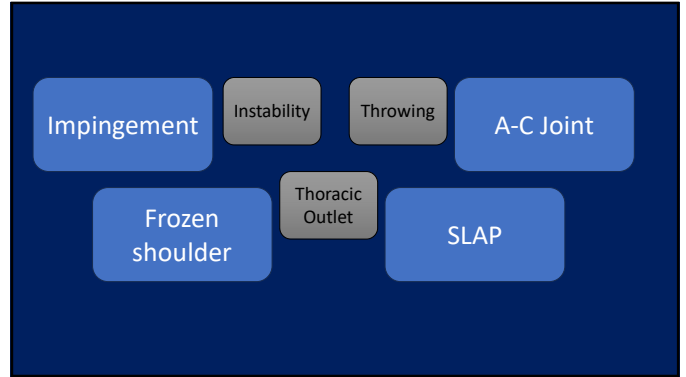 Impingement
Instability
Throwing
A-C Joint
Frozen
shoulder
Thoracic
Outlet
SLAP